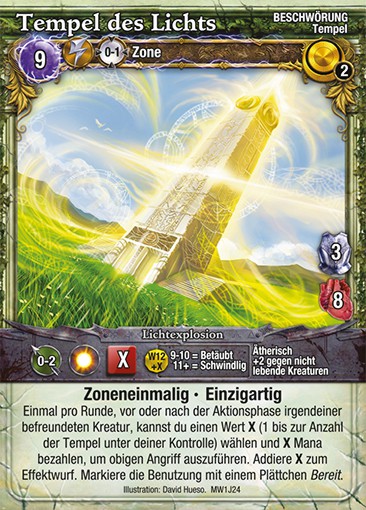 Tempel des Lichts
BESCHWÖRUNG
Tempel
9
0-1
Zone
2
3
8
Lichtexplosion
0-2
X
W12
+X
9-10 = Betäubt
11+ = Schwindlig
Ätherisch
+2 gegen nicht
lebende Kreaturen
Zoneneinmalig • Einzigartig
Einmal pro Runde, vor oder nach der Aktionsphase irgendeiner
befreundeten Kreatur, kannst du einen Wert X (1 bis zur Anzahl
der Tempel unter deiner Kontrolle) wählen und X Mana
bezahlen, um obigen Angriff auszuführen. Addiere X zum
Effektwurf. Markiere die Benutzung mit einem Plättchen Bereit.
Illustration: David Hueso. MW1J24